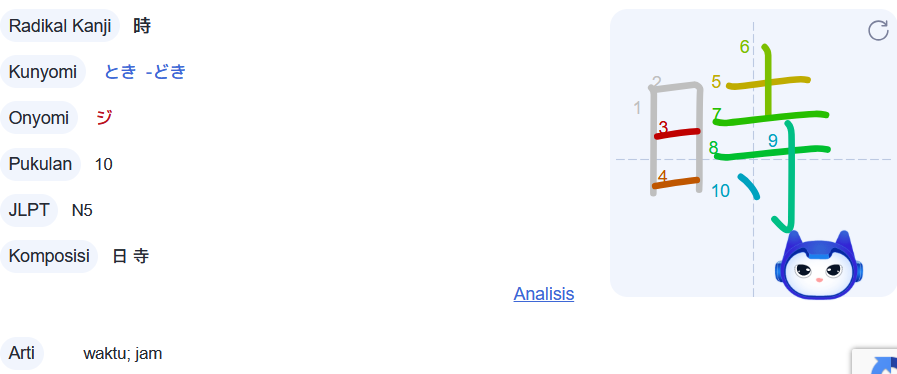 Radikal Kanji 時
Kunyomi とき -どき
Onyomi ジ
Pukulan 10
JLPT N5
Komposisi 日 寺
Analisis
Arti waktu; jam
1
2
3
4
5
6
7
8
9
10